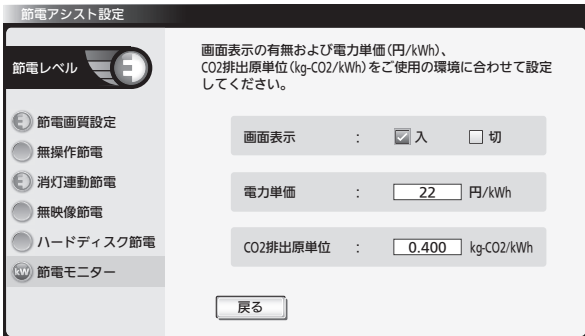 節電アシスト設定
節電レベル
E
画面表示の有無および電力単価(円/kWh)、
CO2排出原単位(kg-CO2/kWh)をご使用の環境に合わせて設定
してください。
E 節電画質設定
無操作節電
E 消灯連動節電
無映像節電
ハードディスク節電
kW 節電モニター
画面表示 : 入 切
電力単価 : 22 円/kWh
CO2排出原単位 : 0.400 kg-CO2/kWh
戻る